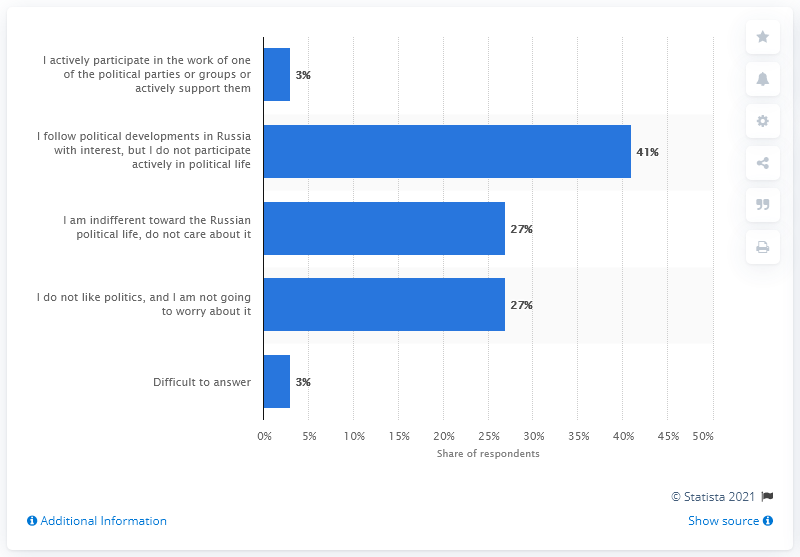 I actively participate in the work of one
of the political parties or groups or
actively support them
3%
I follow political developments in Russia
with interest, but I do not participate
actively in political life
41%
I am indifferent toward the Russian
political life, do not care about it
27%
I do not like politics, and I am not going
to worry about it
27%
Difficult to answer
3%
0% 5% 10% 15% 20% 25% 30% 35% 40% 45% 50%
Share of respondents
© Statista 2021
Additional Information
Show source